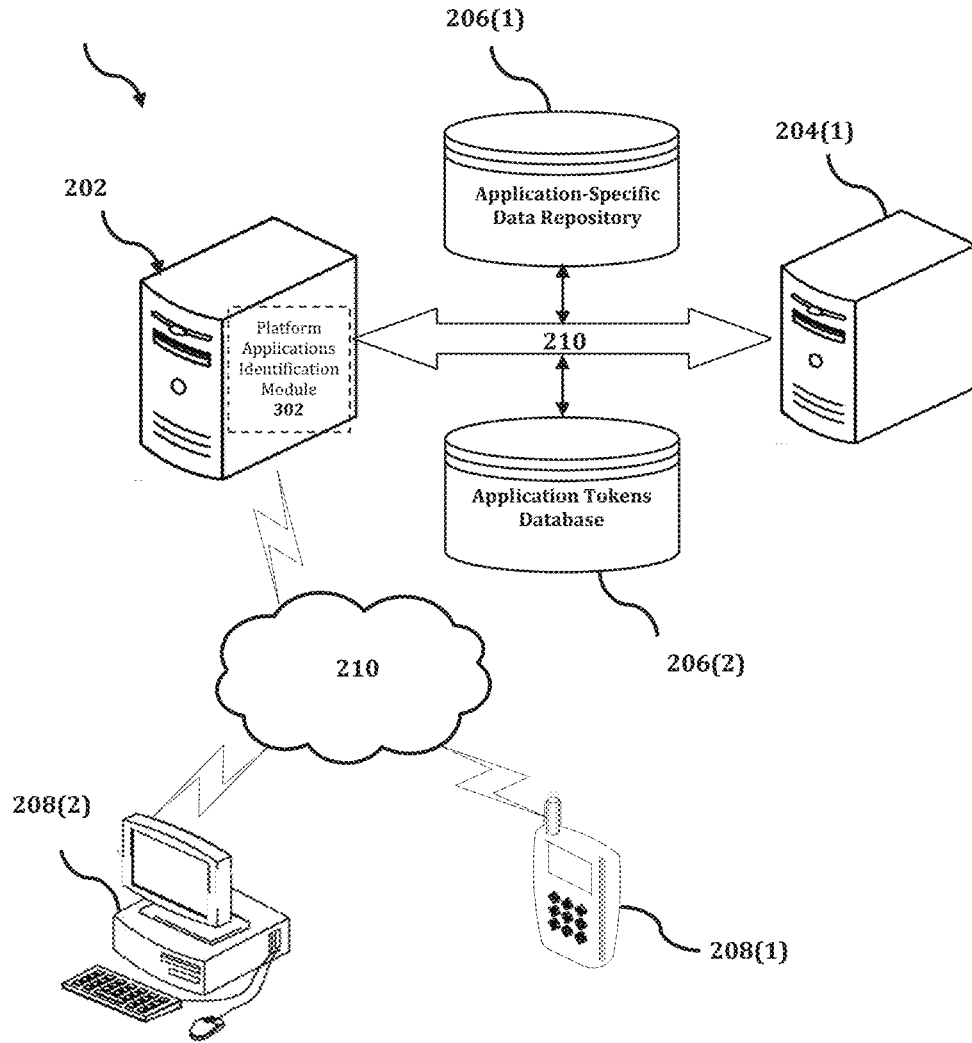 206(1)
204(1)
202
Application-Specific
Data Repository
Platform
Applications
Identification
Module
302
210
Application Tokens
Database
206(2)
210
208(2)
208(1)